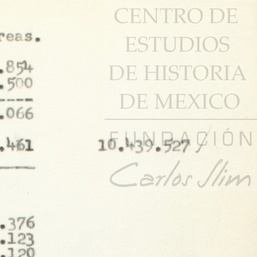 CENTRO DE
ESTUDIOS
reas.
DE HISTORIA
.854
.500
DE MEXICO
.066
FUNDACIÓN
.461 10.439.527
Carlos Slim
.376
.123
.120